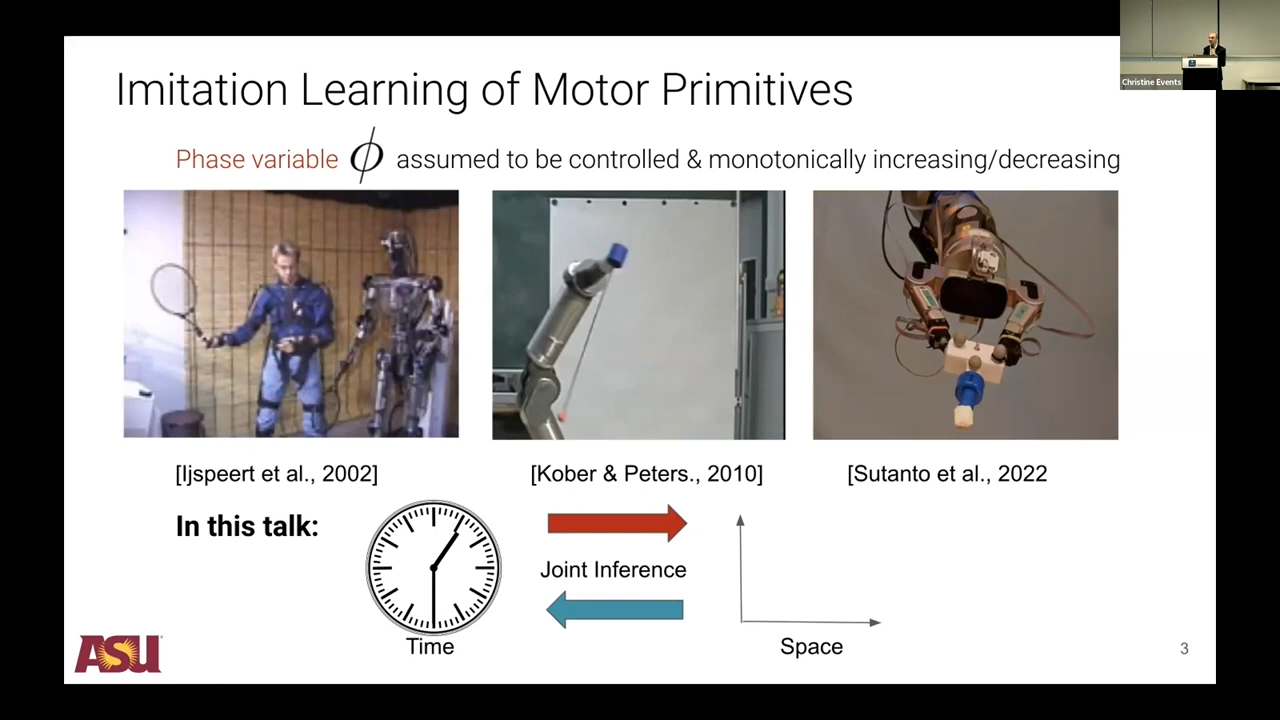 Imitation Learning of Motor Primitives
Phase variable ϕ assumed to be controlled & monotonically increasing/decreasing
[Ijspeert et al., 2002]
[Kober & Peters., 2010]
[Sutanto et al., 2022
In this talk:
Joint Inference
Time
Space
ASU
3
Christine Events